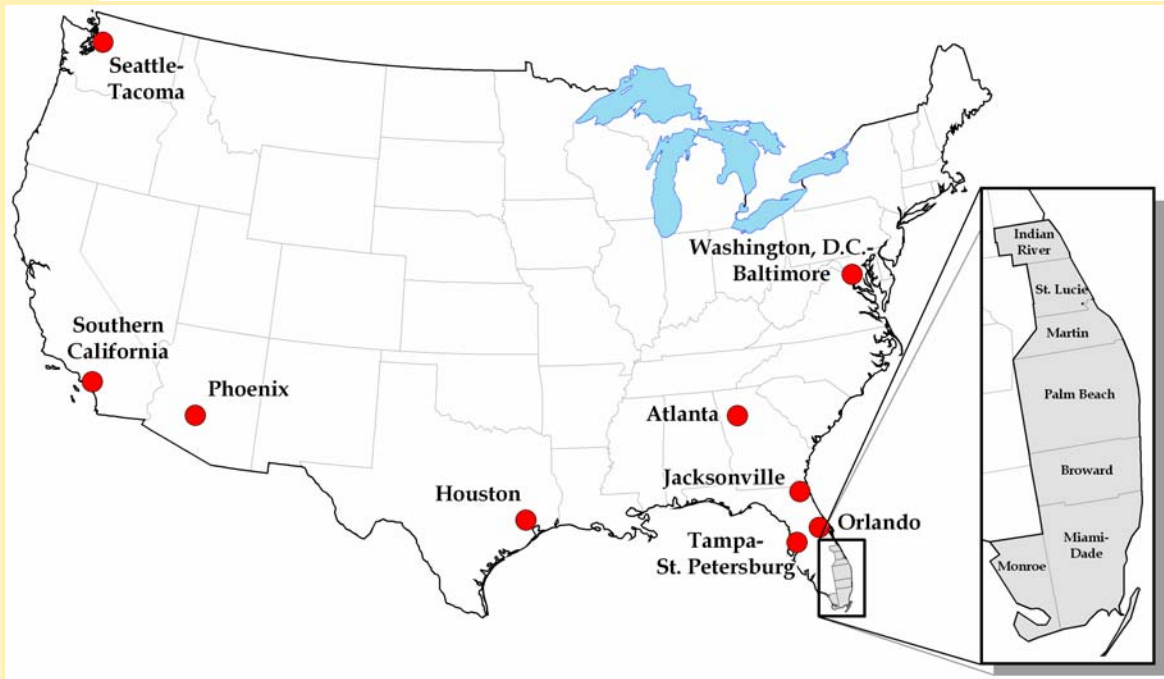 Seattle-
Tacoma
Washington, D.C.-
Baltimore
Southern
California
Phoenix
Atlanta
Jacksonville
Houston
Orlando
Tampa-
St. Petersburg
Indian
River
St. Lucie
Martin
Palm Beach
Broward
Miami-
Dade
Monroe